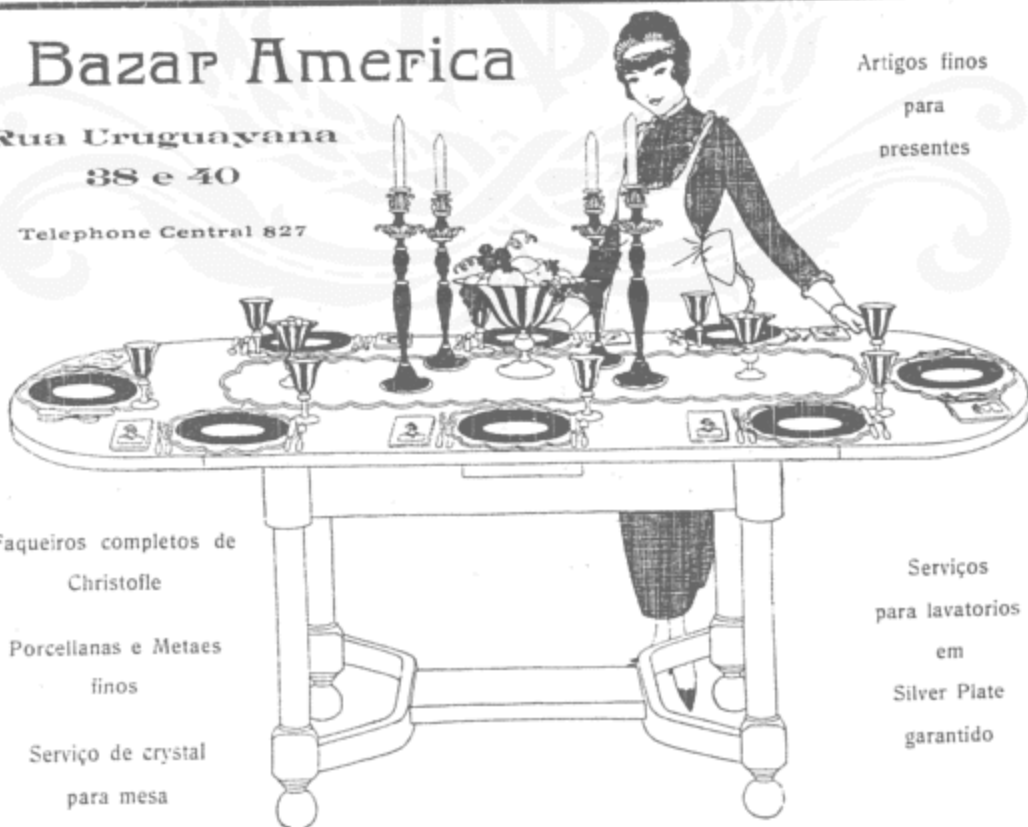 Bazar America
Rua Uruguayana
38 e 40
Telephone Central 827
Artigos finos
para
presentes
Faqueiros completos de
Christofle
Porcellanas e Metaes
finos
Serviço de crystal
para mesa
Serviços
para lavatorios
em
Silver Plate
garantido